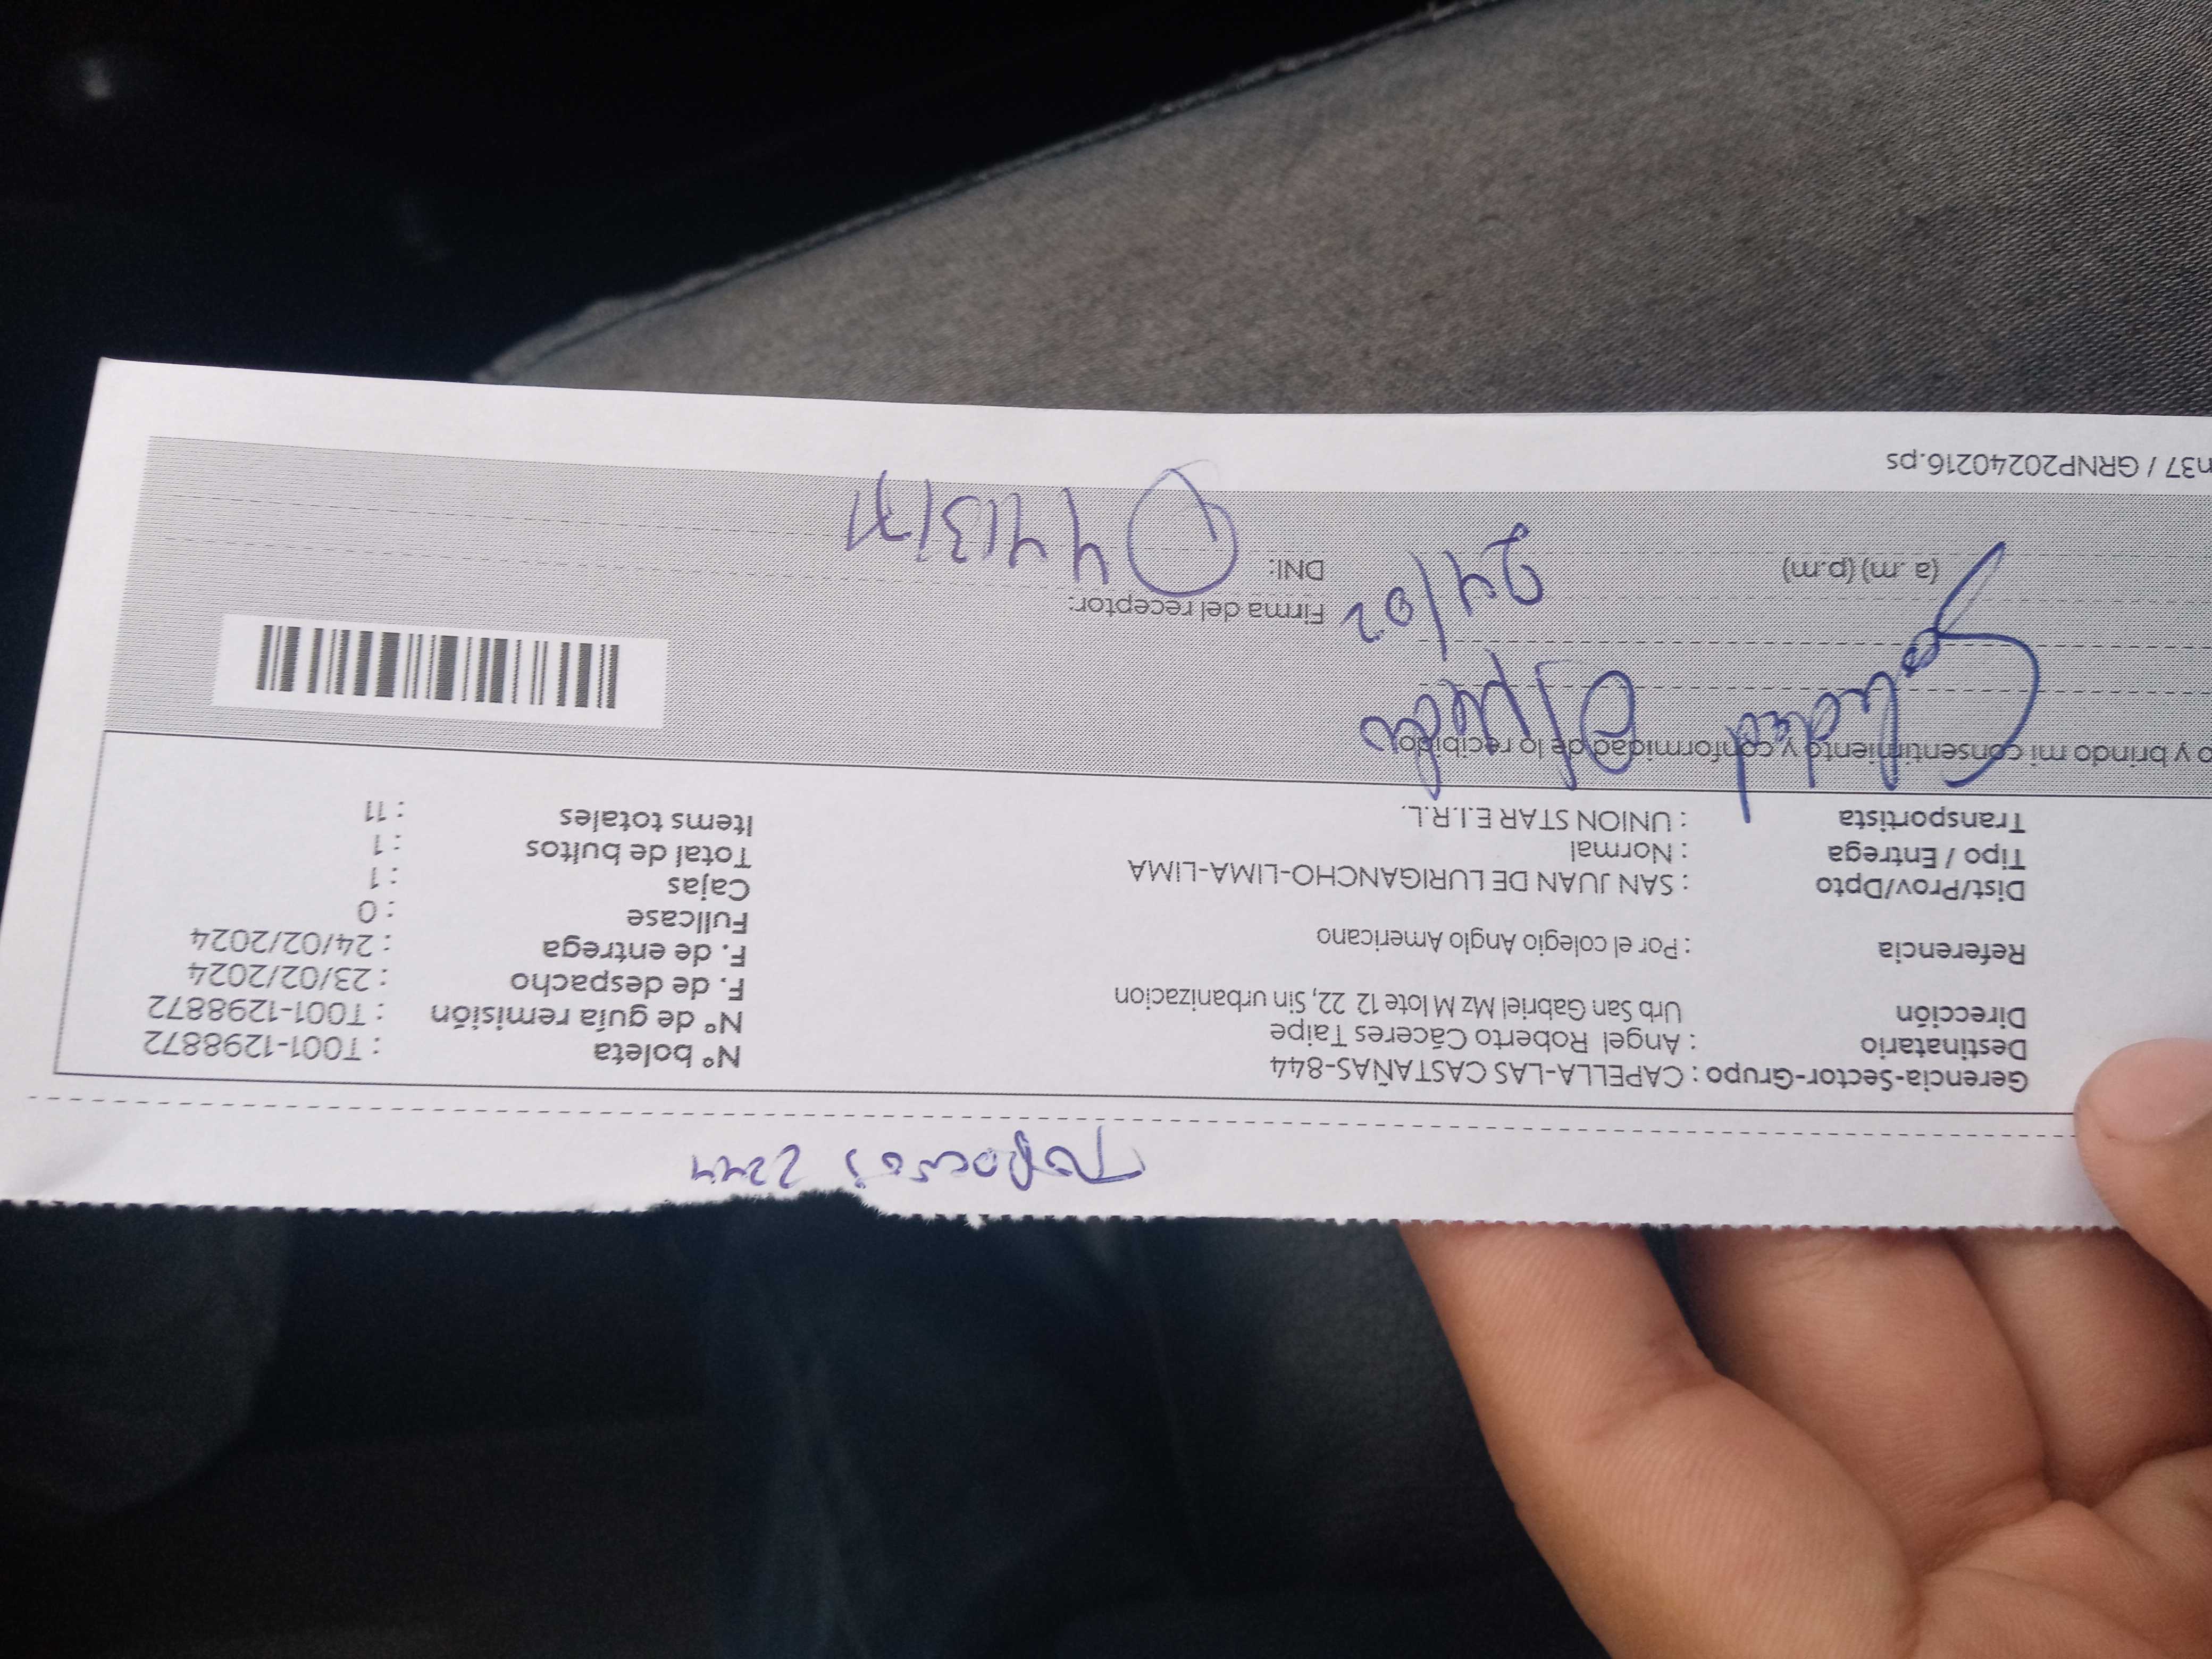 Gerencia-Sector-Grupo : CAPELLA-LAS CASTAÑAS-844
Destinatario : Angel Roberto Cáceres Taipe
Dirección Urb San Gabriel Mz M lote 12 22, Sin urbanizacion
Referencia : Por el colegio Anglo Americano
Dist/Prov/Dpto : SAN JUAN DE LURIGANCHO-LIMA-LIMA
Tipo / Entrega : Normal
Transportista : UNION STAR E.I.R.L.
N° boleta : T001-1298872
N° de guía remisión : T001-1298872
F. de despacho : 23/02/2024
F. de entrega : 24/02/2024
Fullcase : 0
Cajas : 1
Total de bultos : 1
Items totales : 11
o y brindo mi consentimiento y conformidad de lo recibido
24/02
(a .m) (p.m)
Firma del receptor:
DNI:
n37 / GRNP20240216.ps